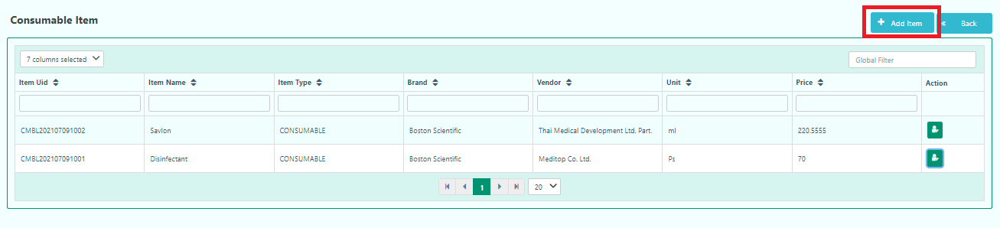 Consumable Item
Add Item
Back
7 columns selected
Global Filter
Item Uid Item Name Item Type Brand Vendor Unit Price Action
CMBL202107091002 Savlon CONSUMABLE Boston Scientific Thai Medical Development Ltd. Part. ml 220.5555
CMBL202107091001 Disinfectant CONSUMABLE Boston Scientific Meditop Co. Ltd. Ps 70
1
20